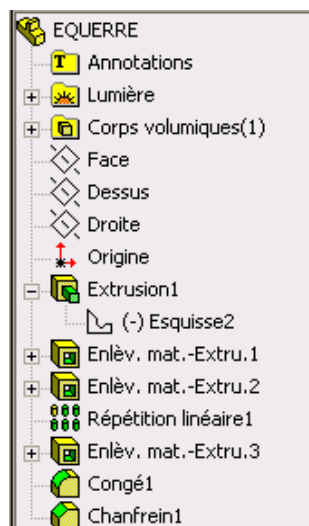 EQUERRE
Annotations
Lumière
Corps volumiques(1)
Face
Dessus
Droite
Origine
Extrusion1
(-) Esquisse2
Enlèv. mat.-Extru.1
Enlèv. mat.-Extru.2
Répétition linéaire1
Enlèv. mat.-Extru.3
Congé1
Chanfrein1